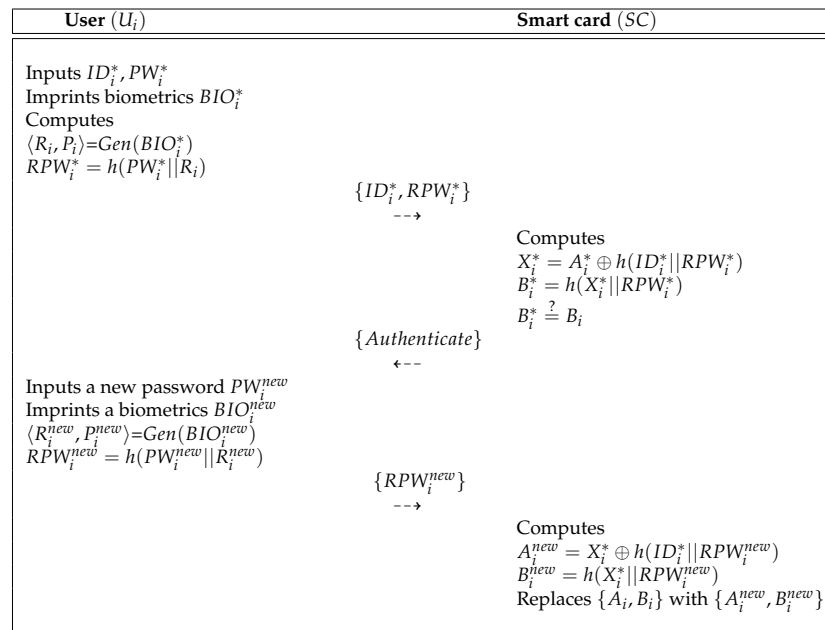 User (U_i) Smart card (SC)
Inputs ID_i^*, PW_i^*
Imprints biometrics BIO_i^*
Computes
⟨R_i, P_i⟩=Gen(BIO_i^*)
RPW_i^* = h(PW_i^*||R_i)
{ID_i^*, RPW_i^*}
⇢
Computes
X_i^* = A_i^* ⊕ h(ID_i^*||RPW_i^*)
B_i^* = h(X_i^*||RPW_i^*)
B_i^* ≟ B_i
{Authenticate}
⇠
Inputs a new password PW_i^{new}
Imprints a biometrics BIO_i^{new}
⟨R_i^{new}, P_i^{new}⟩=Gen(BIO_i^{new})
RPW_i^{new} = h(PW_i^{new}||R_i^{new})
{RPW_i^{new}}
⇢
Computes
A_i^{new} = X_i^* ⊕ h(ID_i^*||RPW_i^{new})
B_i^{new} = h(X_i^*||RPW_i^{new})
Replaces {A_i, B_i} with {A_i^{new}, B_i^{new}}